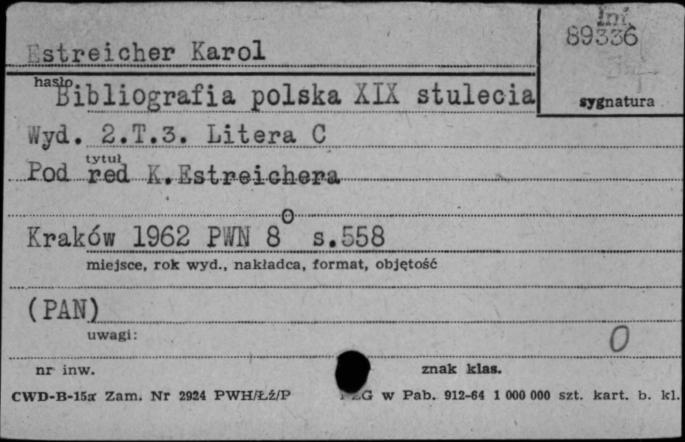 Inf.
89336
Estreicher Karol
hasło
Bibliografia polska XIX stulecia
sygnatura
Wyd. 2.T.3. Litera C
tytuł
Pod red K.Estreichera
Kraków 1962 PWN 8° s.558
miejsce, rok wyd., nakładca, format, objętość
(PAN)
uwagi:
0
nr inw.
znak klas.
CWD-B-15a Zam. Nr 2924 PWH/Łź/P
w Pab. 912-64 1 000 000 szt. kart. b. kl.